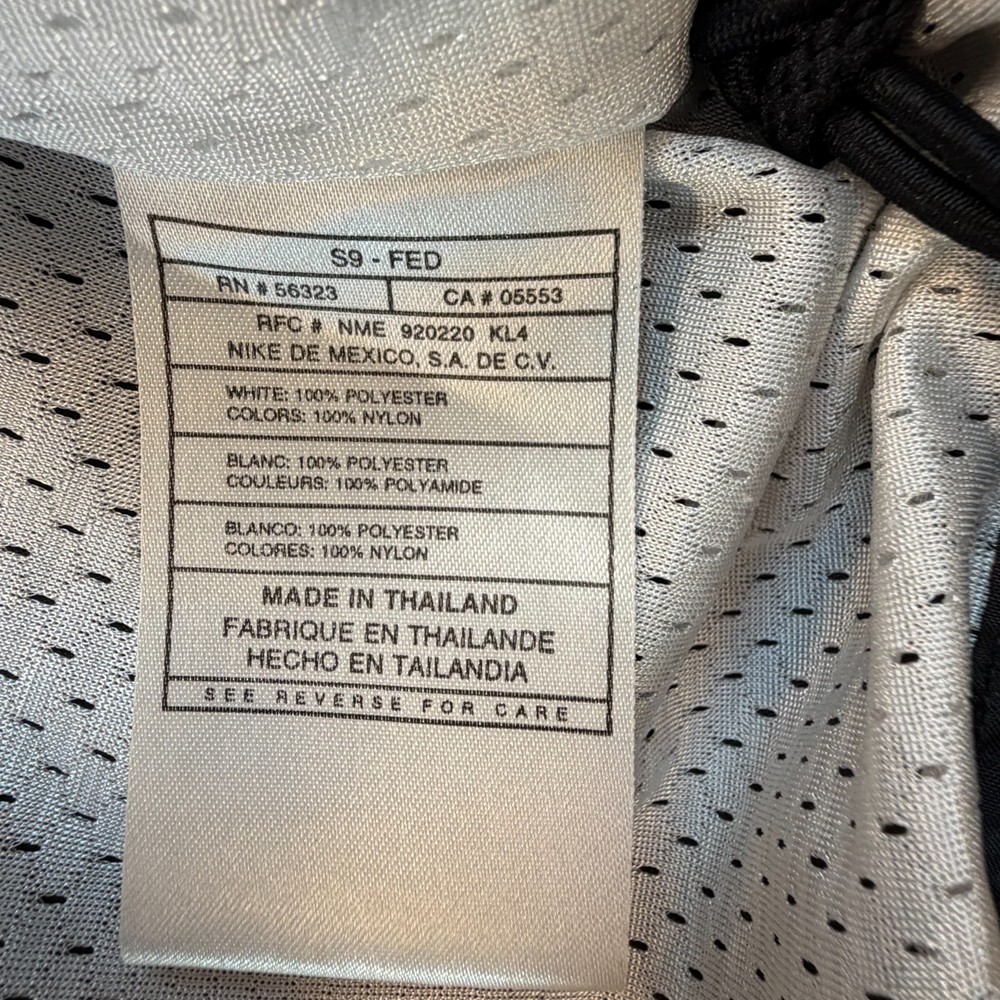 S9 - FED
RN # 56323 CA # 05553
RFC # NME 920220 KL4
NIKE DE MEXICO, S.A. DE C.V.
WHITE: 100% POLYESTER
COLORS: 100% NYLON
BLANC: 100% POLYESTER
COULEURS: 100% POLYAMIDE
BLANCO: 100% POLYESTER
COLORES: 100% NYLON
MADE IN THAILAND
FABRIQUE EN THAILANDE
HECHO EN TAILANDIA
SEE REVERSE FOR CARE